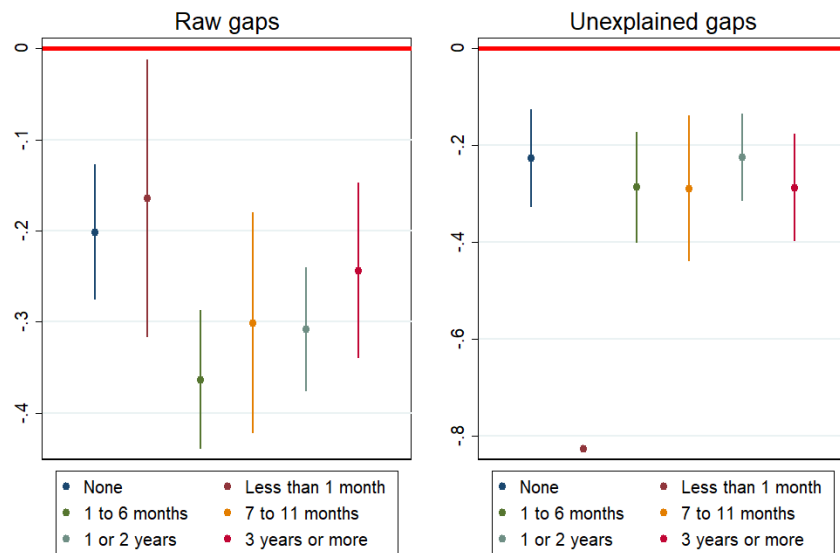 Raw gaps
0
-.1
-.2
-.3
-.4
None
Less than 1 month
1 to 6 months
7 to 11 months
1 or 2 years
3 years or more
Unexplained gaps
0
-.2
-.4
-.6
-.8
None
Less than 1 month
1 to 6 months
7 to 11 months
1 or 2 years
3 years or more